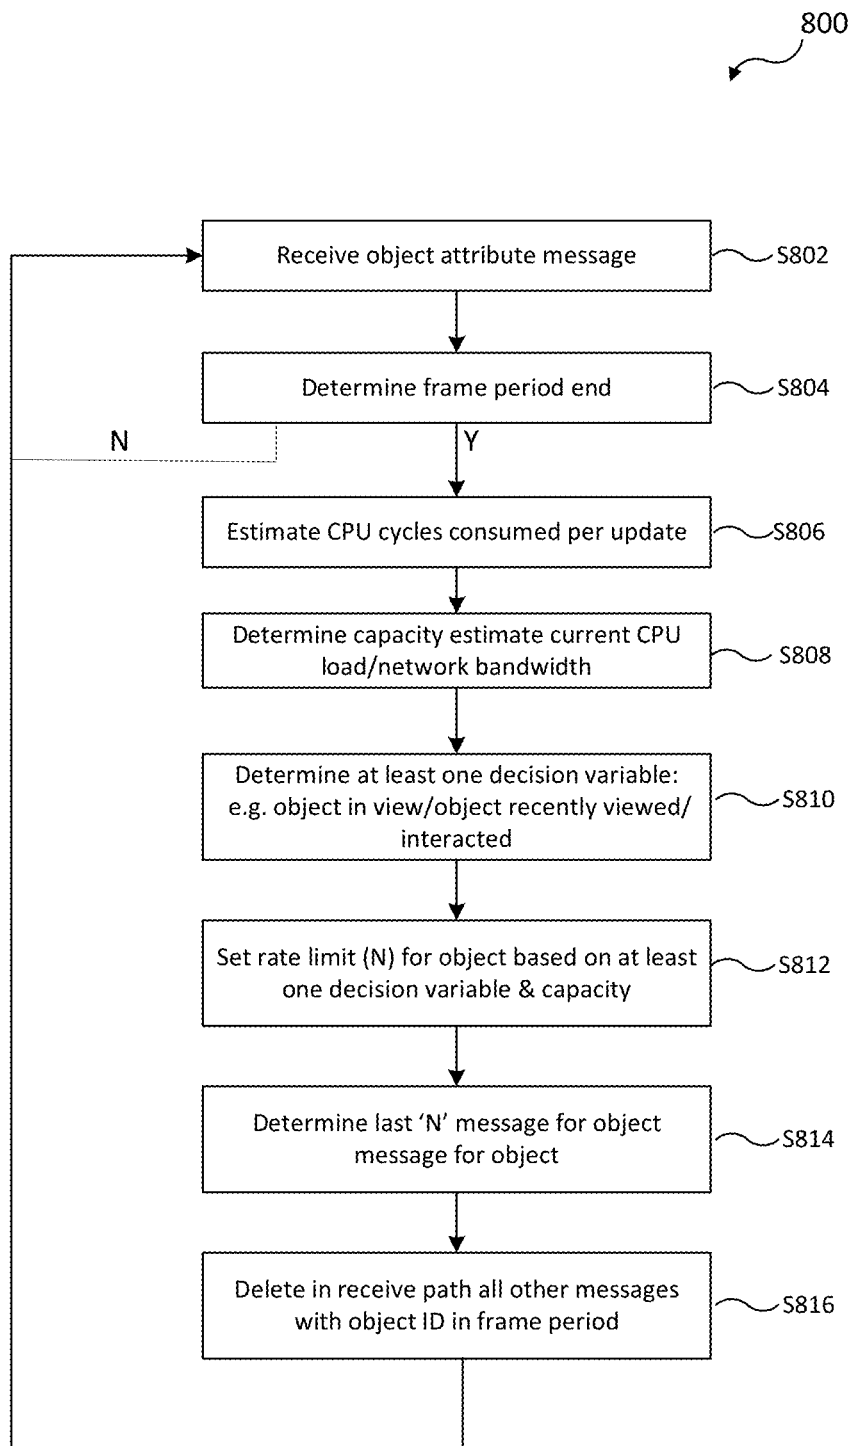 800
Receive object attribute message
S802
Determine frame period end
S804
N
Y
Estimate CPU cycles consumed per update
S806
Determine capacity estimate current CPU
load/network bandwidth
S808
Determine at least one decision variable:
e.g. object in view/object recently viewed/
interacted
S810
Set rate limit (N) for object based on at least
one decision variable & capacity
S812
Determine last ‘N’ message for object
message for object
S814
Delete in receive path all other messages
with object ID in frame period
S816